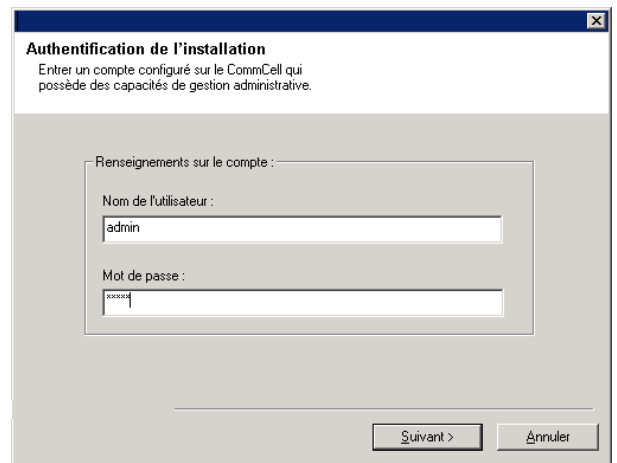 Authentification de l'installation
Entrer un compte configuré sur le CommCell qui
possède des capacités de gestion administrative.
Renseignements sur le compte :
Nom de l'utilisateur :
admin
Mot de passe :
xxxxx
Suivant >
Annuler